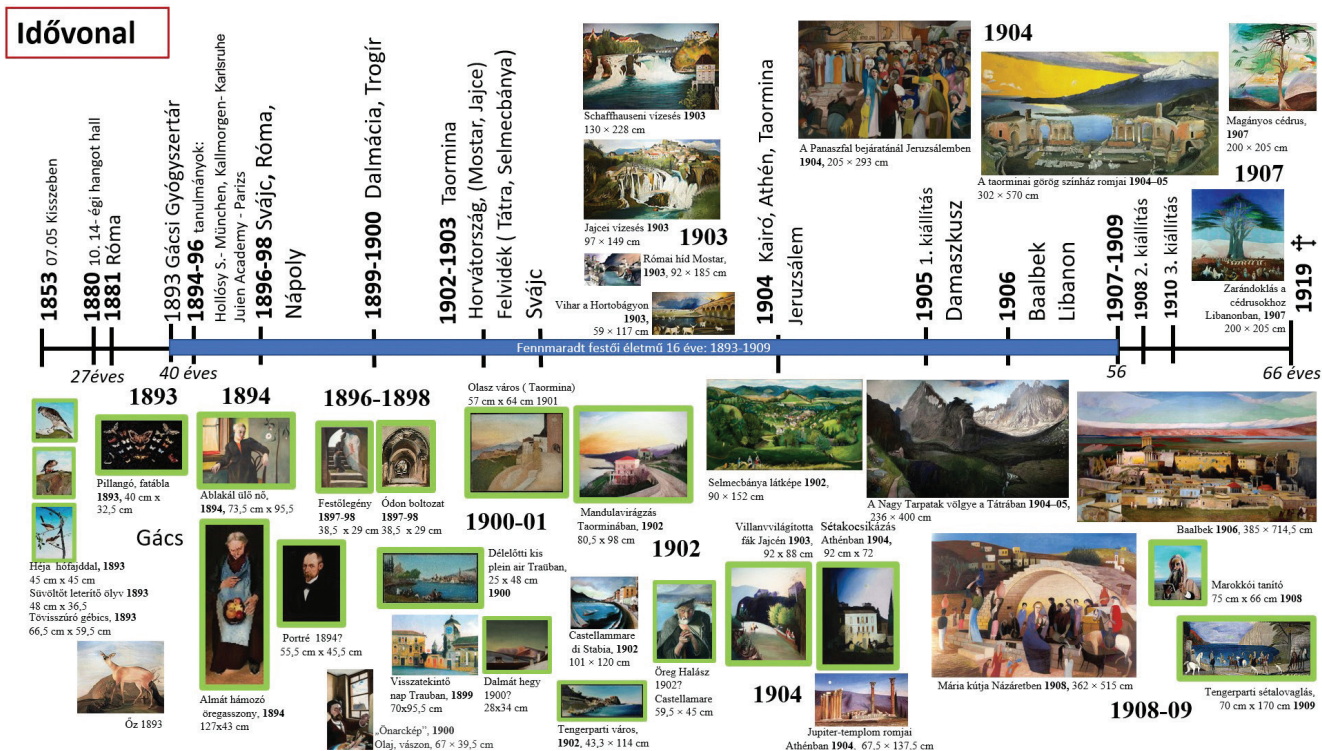 Idővonal
1853 07.05 Kisszeben
1880 10. 14- égi hangot hall
1881 Róma
1893 Gácsi Gyógyszertár
1894-96 tanulmányok:
Hollósy S.- München, Kallmorgen- Karlsruhe
Juien Academy - Parizs
1896-98 Svájc, Róma,
Nápoly
1899-1900 Dalmácia, Trogír
1902-1903 Taormina
Horvátország, (Mostar, Jajce)
Felvidék ( Tátra, Selmecbánya)
Svájc
Schaffhauseni vízesés 1903
130 × 228 cm
Jajcei vízesés 1903
97 × 149 cm
1903
Római híd Mostar,
1903, 92 x 185 cm
Vihar a Hortobágyon
1903,
59 × 117 cm
1904 Kairó, Athén, Taormina
Jeruzsálem
A Panaszfal bejáratánál Jeruzsálemben
1904, 205 × 293 cm
1905 1. kiállítás
Damaszkusz
1904
A taorminai görög színház romjai 1904–05
302 × 570 cm
1906
Baalbek
Libanon
1907-1909
1908 2. kiállítás
1910 3. kiállítás
Magányos cédrus,
1907
200 × 205 cm
1907
Zarándoklás a
cédrusokhoz
Libanonban, 1907
200 × 205 cm
1919
Fennmaradt festői életmű 16 éve: 1893-1909
27éves
40 éves
56
66 éves
1893
Pillangó, fatábla
1893, 40 cm x
32,5 cm
Gács
Héja hófajddal, 1893
45 cm x 45 cm
Süvöltőt leterítő ölyv 1893
48 cm x 36,5
Tövisszúró gébics, 1893
66,5 cm x 59,5 cm
Őz 1893
1894
Ablakál ülő nő,
1894, 73,5 cm x 95,5
Almát hámozó
öregasszony, 1894
127x43 cm
Portré 1894?
55,5 cm x 45,5 cm
1896-1898
Festőlegény
1897-98
38,5 x 29 cm
Ódon boltozat
1897-98
38,5 x 29 cm
Olasz város ( Taormina)
57 cm x 64 cm 1901
1900-01
Délelőtti kis
plein air Traüban,
25 x 48 cm
1900
Visszatekintő
nap Trauban, 1899
70x95,5 cm
„Önarckép”, 1900
Olaj, vászon, 67 × 39,5 cm
Dalmát hegy
1900?
28x34 cm
Mandulavirágzás
Taorminában, 1902
80,5 x 98 cm
1902
Castellammare
di Stabia, 1902
101 × 120 cm
Tengerparti város,
1902, 43,3 × 114 cm
Öreg Halász
1902?
Castellamare
59,5 × 45 cm
Selmecbánya látképe 1902,
90 × 152 cm
Villanvvilágította
fák Jajcén 1903,
92 x 88 cm
Sétakocsikázás
Athénban 1904,
92 cm x 72
1904
Jupiter-templom romjai
Athénban 1904, 67,5 × 137,5 cm
A Nagy Tarpatak völgye a Tátrában 1904–05,
236 × 400 cm
Baalbek 1906, 385 × 714,5 cm
Mária kútja Názáretben 1908, 362 × 515 cm
Marokkói tanító
75 cm x 66 cm 1908
Tengerparti sétalovaglás,
70 cm x 170 cm 1909
1908-09